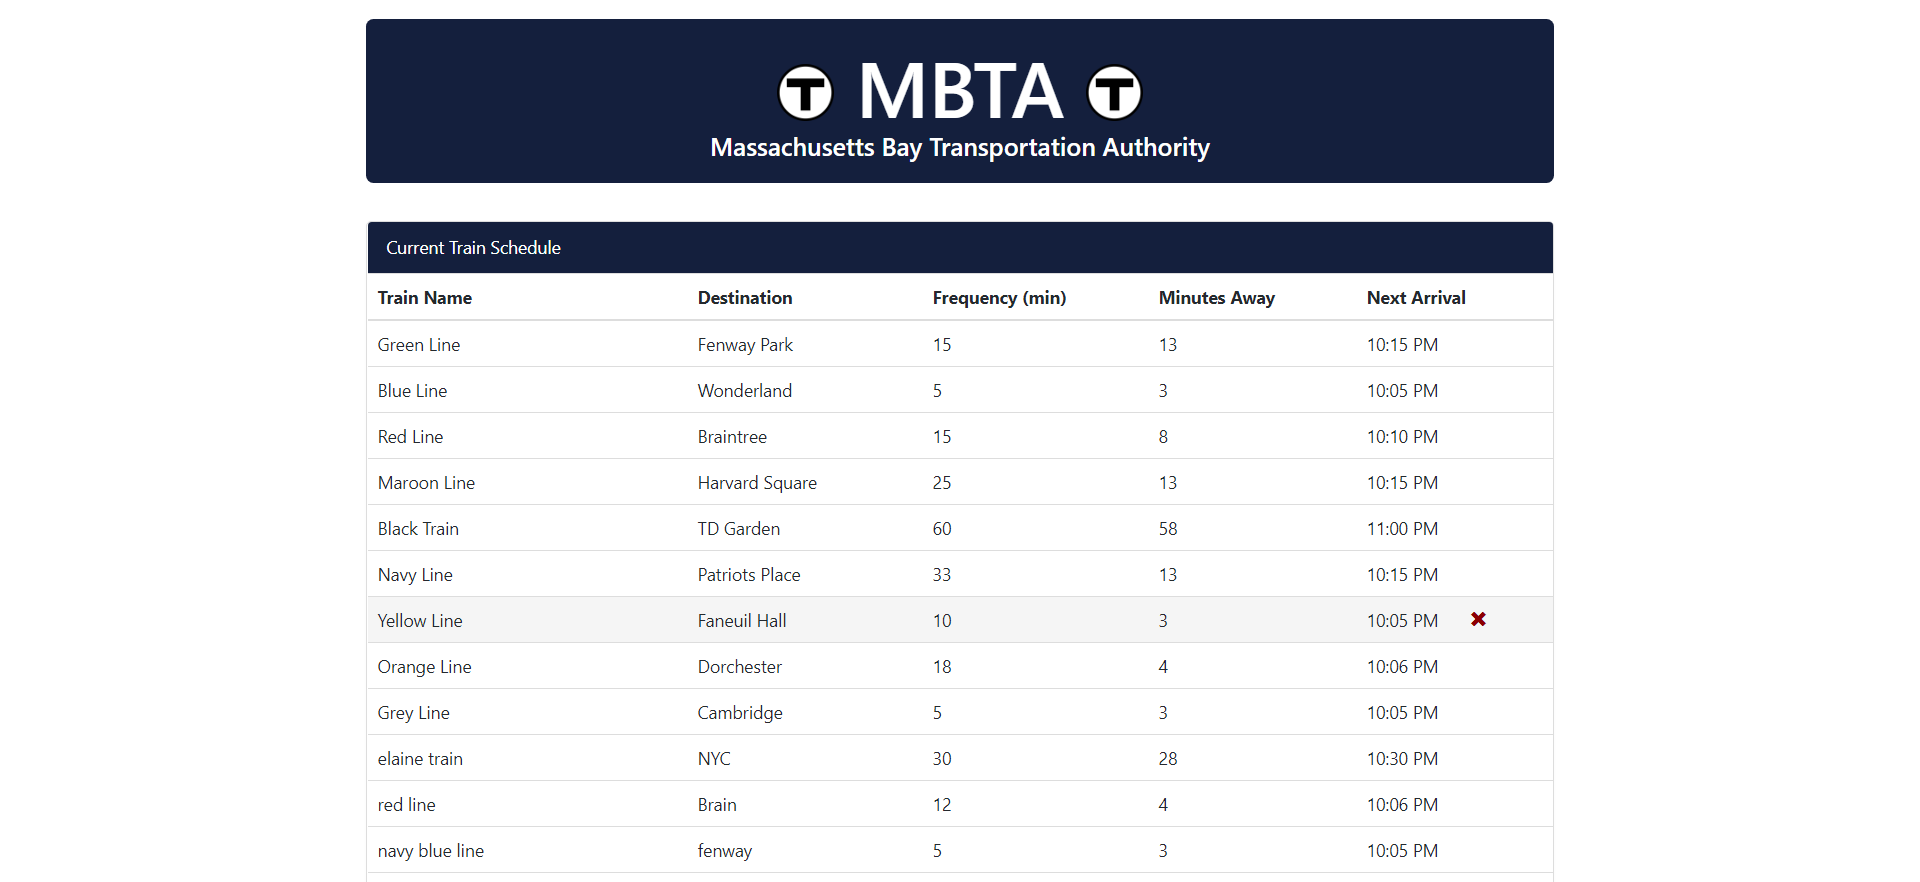 T MBTA T
Massachusetts Bay Transportation Authority
Current Train Schedule
Train Name Destination Frequency (min) Minutes Away Next Arrival
Green Line Fenway Park 15 13 10:15 PM
Blue Line Wonderland 5 3 10:05 PM
Red Line Braintree 15 8 10:10 PM
Maroon Line Harvard Square 25 13 10:15 PM
Black Train TD Garden 60 58 11:00 PM
Navy Line Patriots Place 33 13 10:15 PM
Yellow Line Faneuil Hall 10 3 10:05 PM
Orange Line Dorchester 18 4 10:06 PM
Grey Line Cambridge 5 3 10:05 PM
elaine train NYC 30 28 10:30 PM
red line Brain 12 4 10:06 PM
navy blue line fenway 5 3 10:05 PM